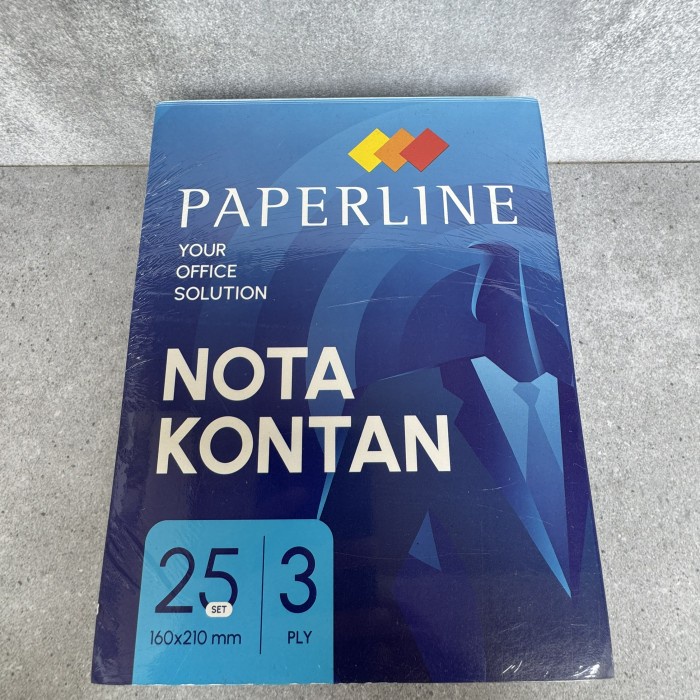 PAPERLINE
YOUR
OFFICE
SOLUTION
NOTA
KONTAN
25 3
SET
160x210 mm PLY